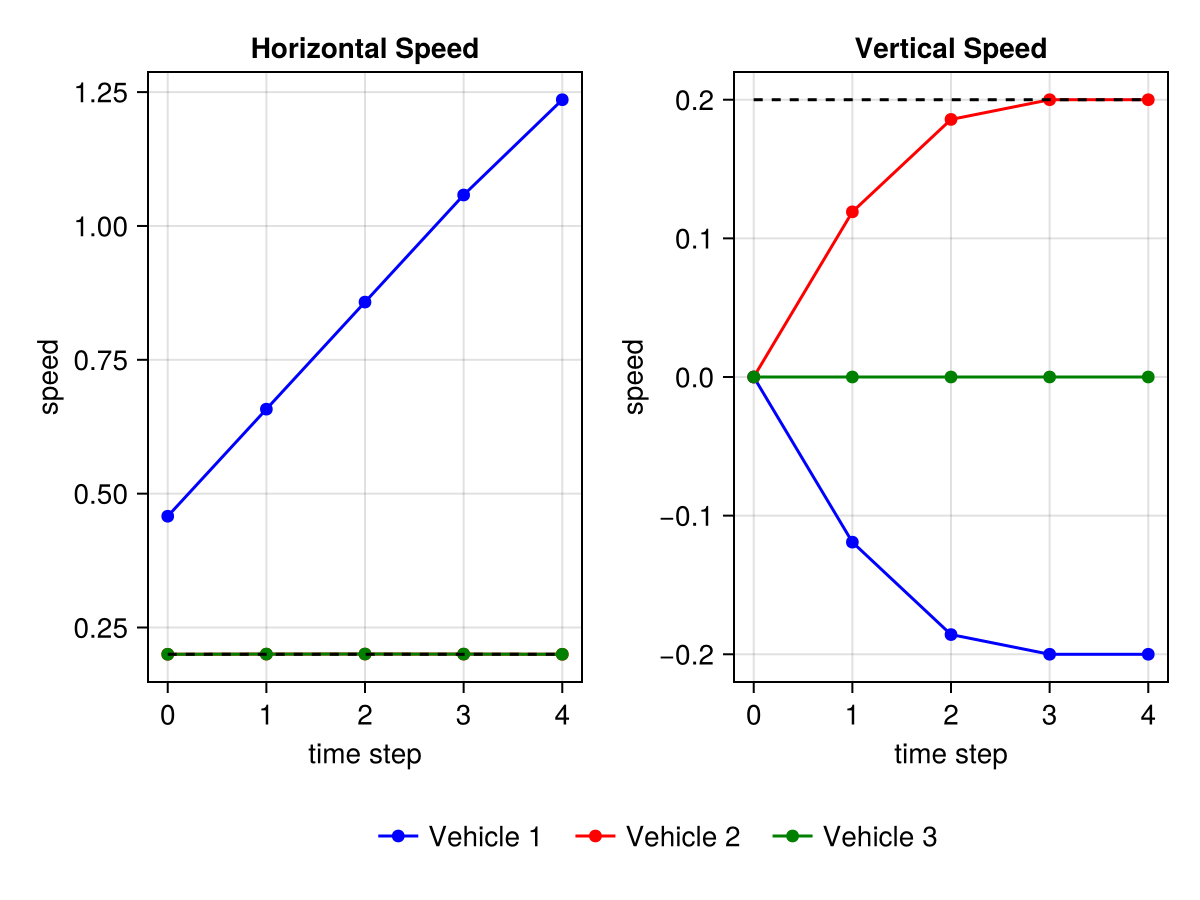 Horizontal Speed
1.25
1.00
0.75
0.50
0.25
speed
0 1 2 3 4
time step
Vertical Speed
0.2
0.1
0.0
−0.1
−0.2
speed
0 1 2 3 4
time step
Vehicle 1 Vehicle 2 Vehicle 3